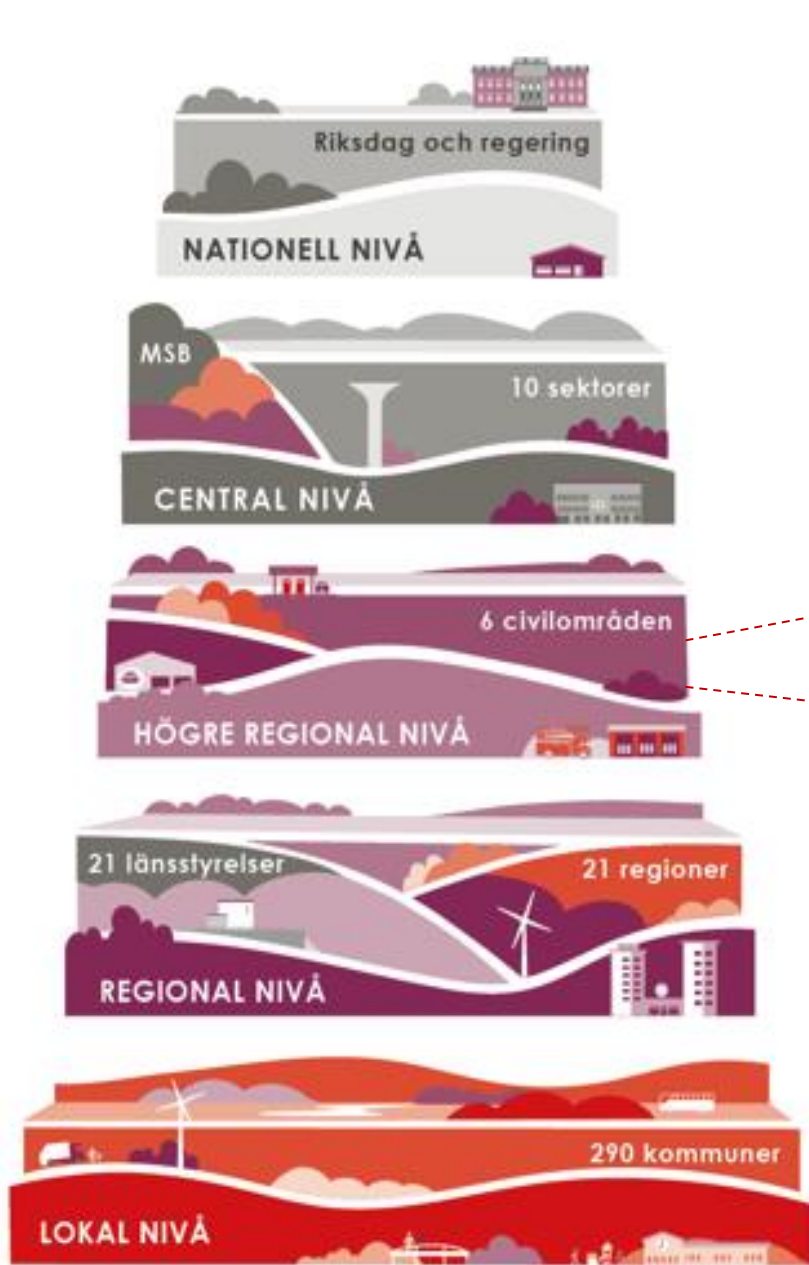 Riksdag och regering
NATIONELL NIVÅ
MSB
10 sektorer
CENTRAL NIVÅ
6 civilområden
HÖGRE REGIONAL NIVÅ
21 länsstyrelser
21 regioner
REGIONAL NIVÅ
290 kommuner
LOKAL NIVÅ